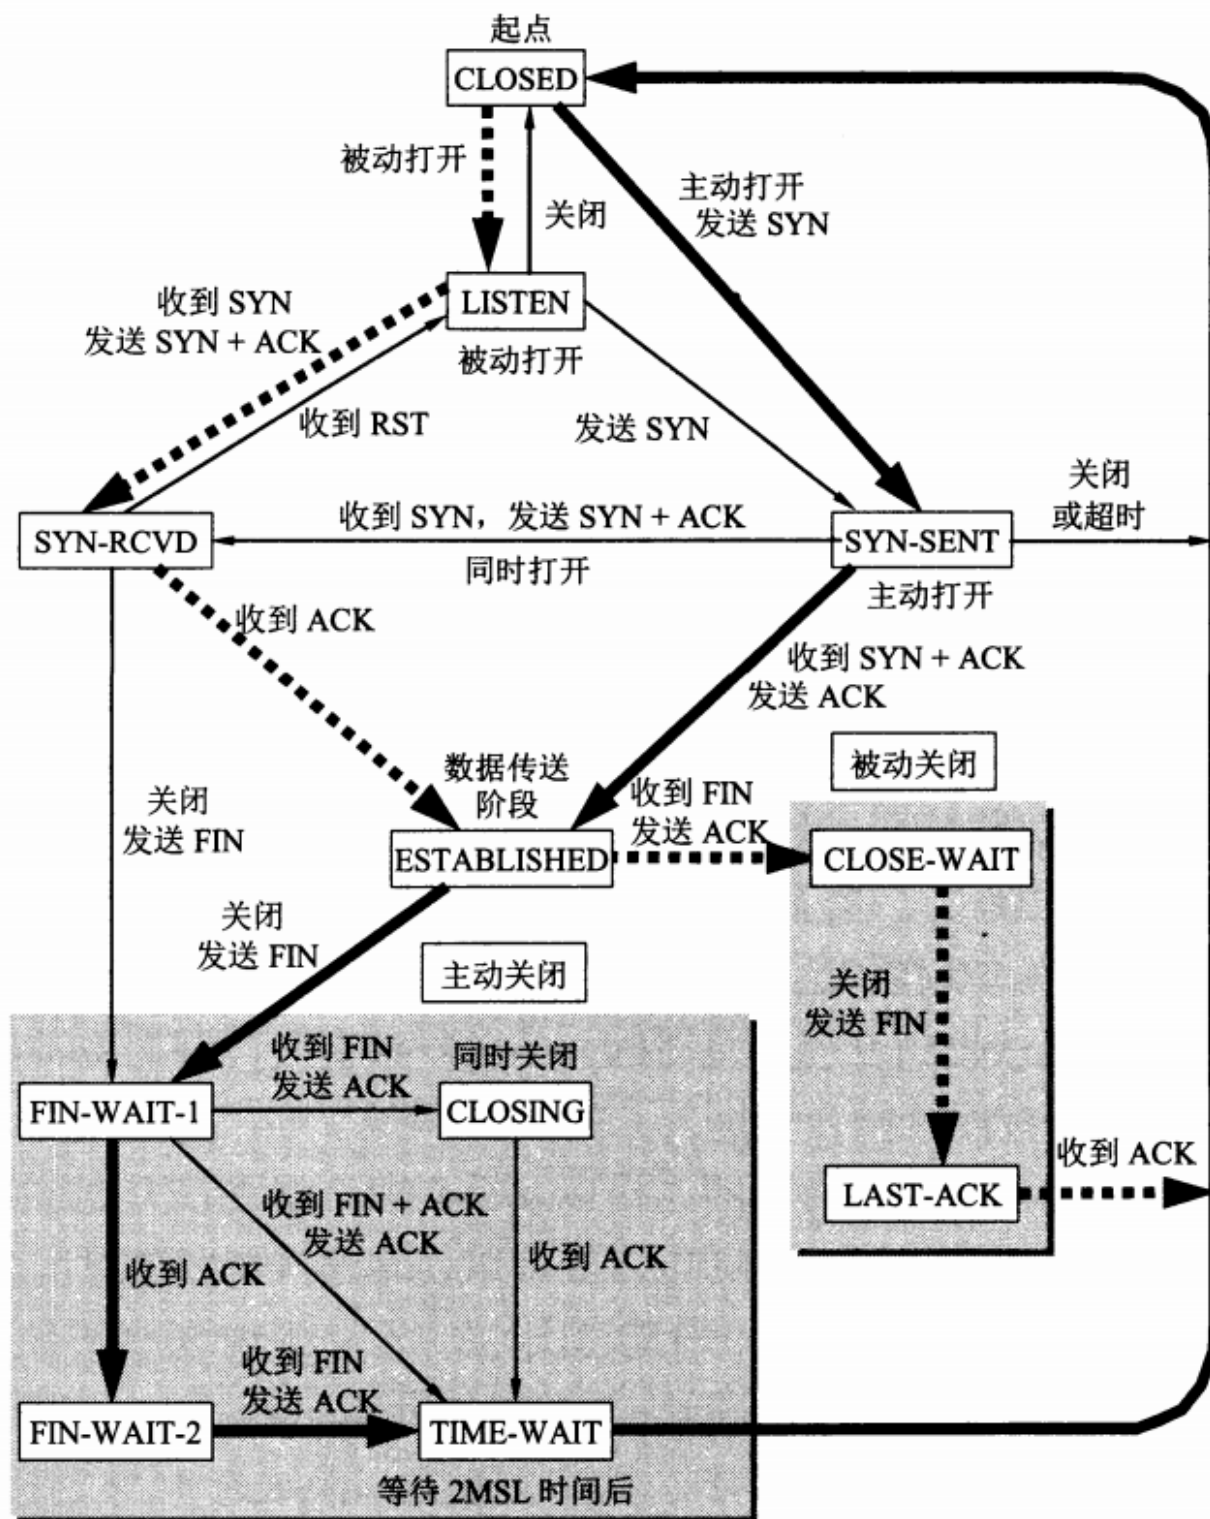 起点
CLOSED
被动打开
主动打开
发送 SYN
关闭
收到 SYN
发送 SYN + ACK
LISTEN
被动打开
收到 RST
发送 SYN
关闭
或超时
SYN-RCVD
收到 SYN，发送 SYN + ACK
同时打开
SYN-SENT
主动打开
收到 ACK
收到 SYN + ACK
发送 ACK
数据传送
阶段
被动关闭
关闭
发送 FIN
收到 FIN
发送 ACK
ESTABLISHED
CLOSE-WAIT
关闭
发送 FIN
主动关闭
关闭
发送 FIN
收到 FIN
发送 ACK
同时关闭
FIN-WAIT-1
CLOSING
收到 ACK
LAST-ACK
收到 FIN + ACK
发送 ACK
收到 ACK
收到 ACK
收到 FIN
发送 ACK
FIN-WAIT-2
TIME-WAIT
等待 2MSL 时间后